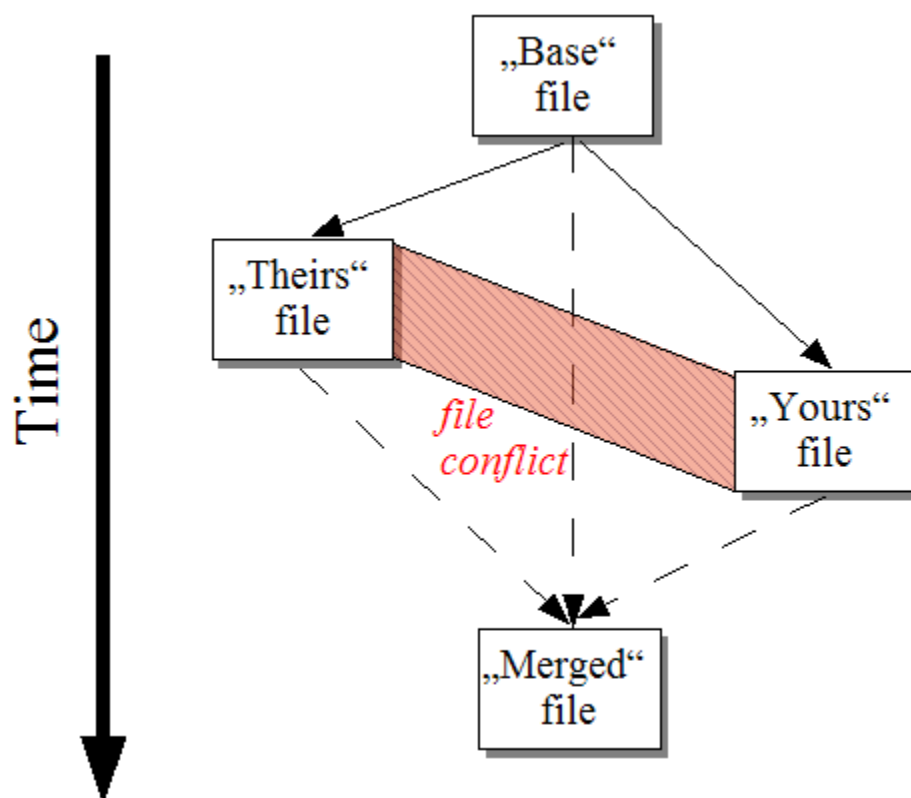 „Base“
file
„Theirs“
file
Time
„Yours“
file
file
conflict
„Merged“
file